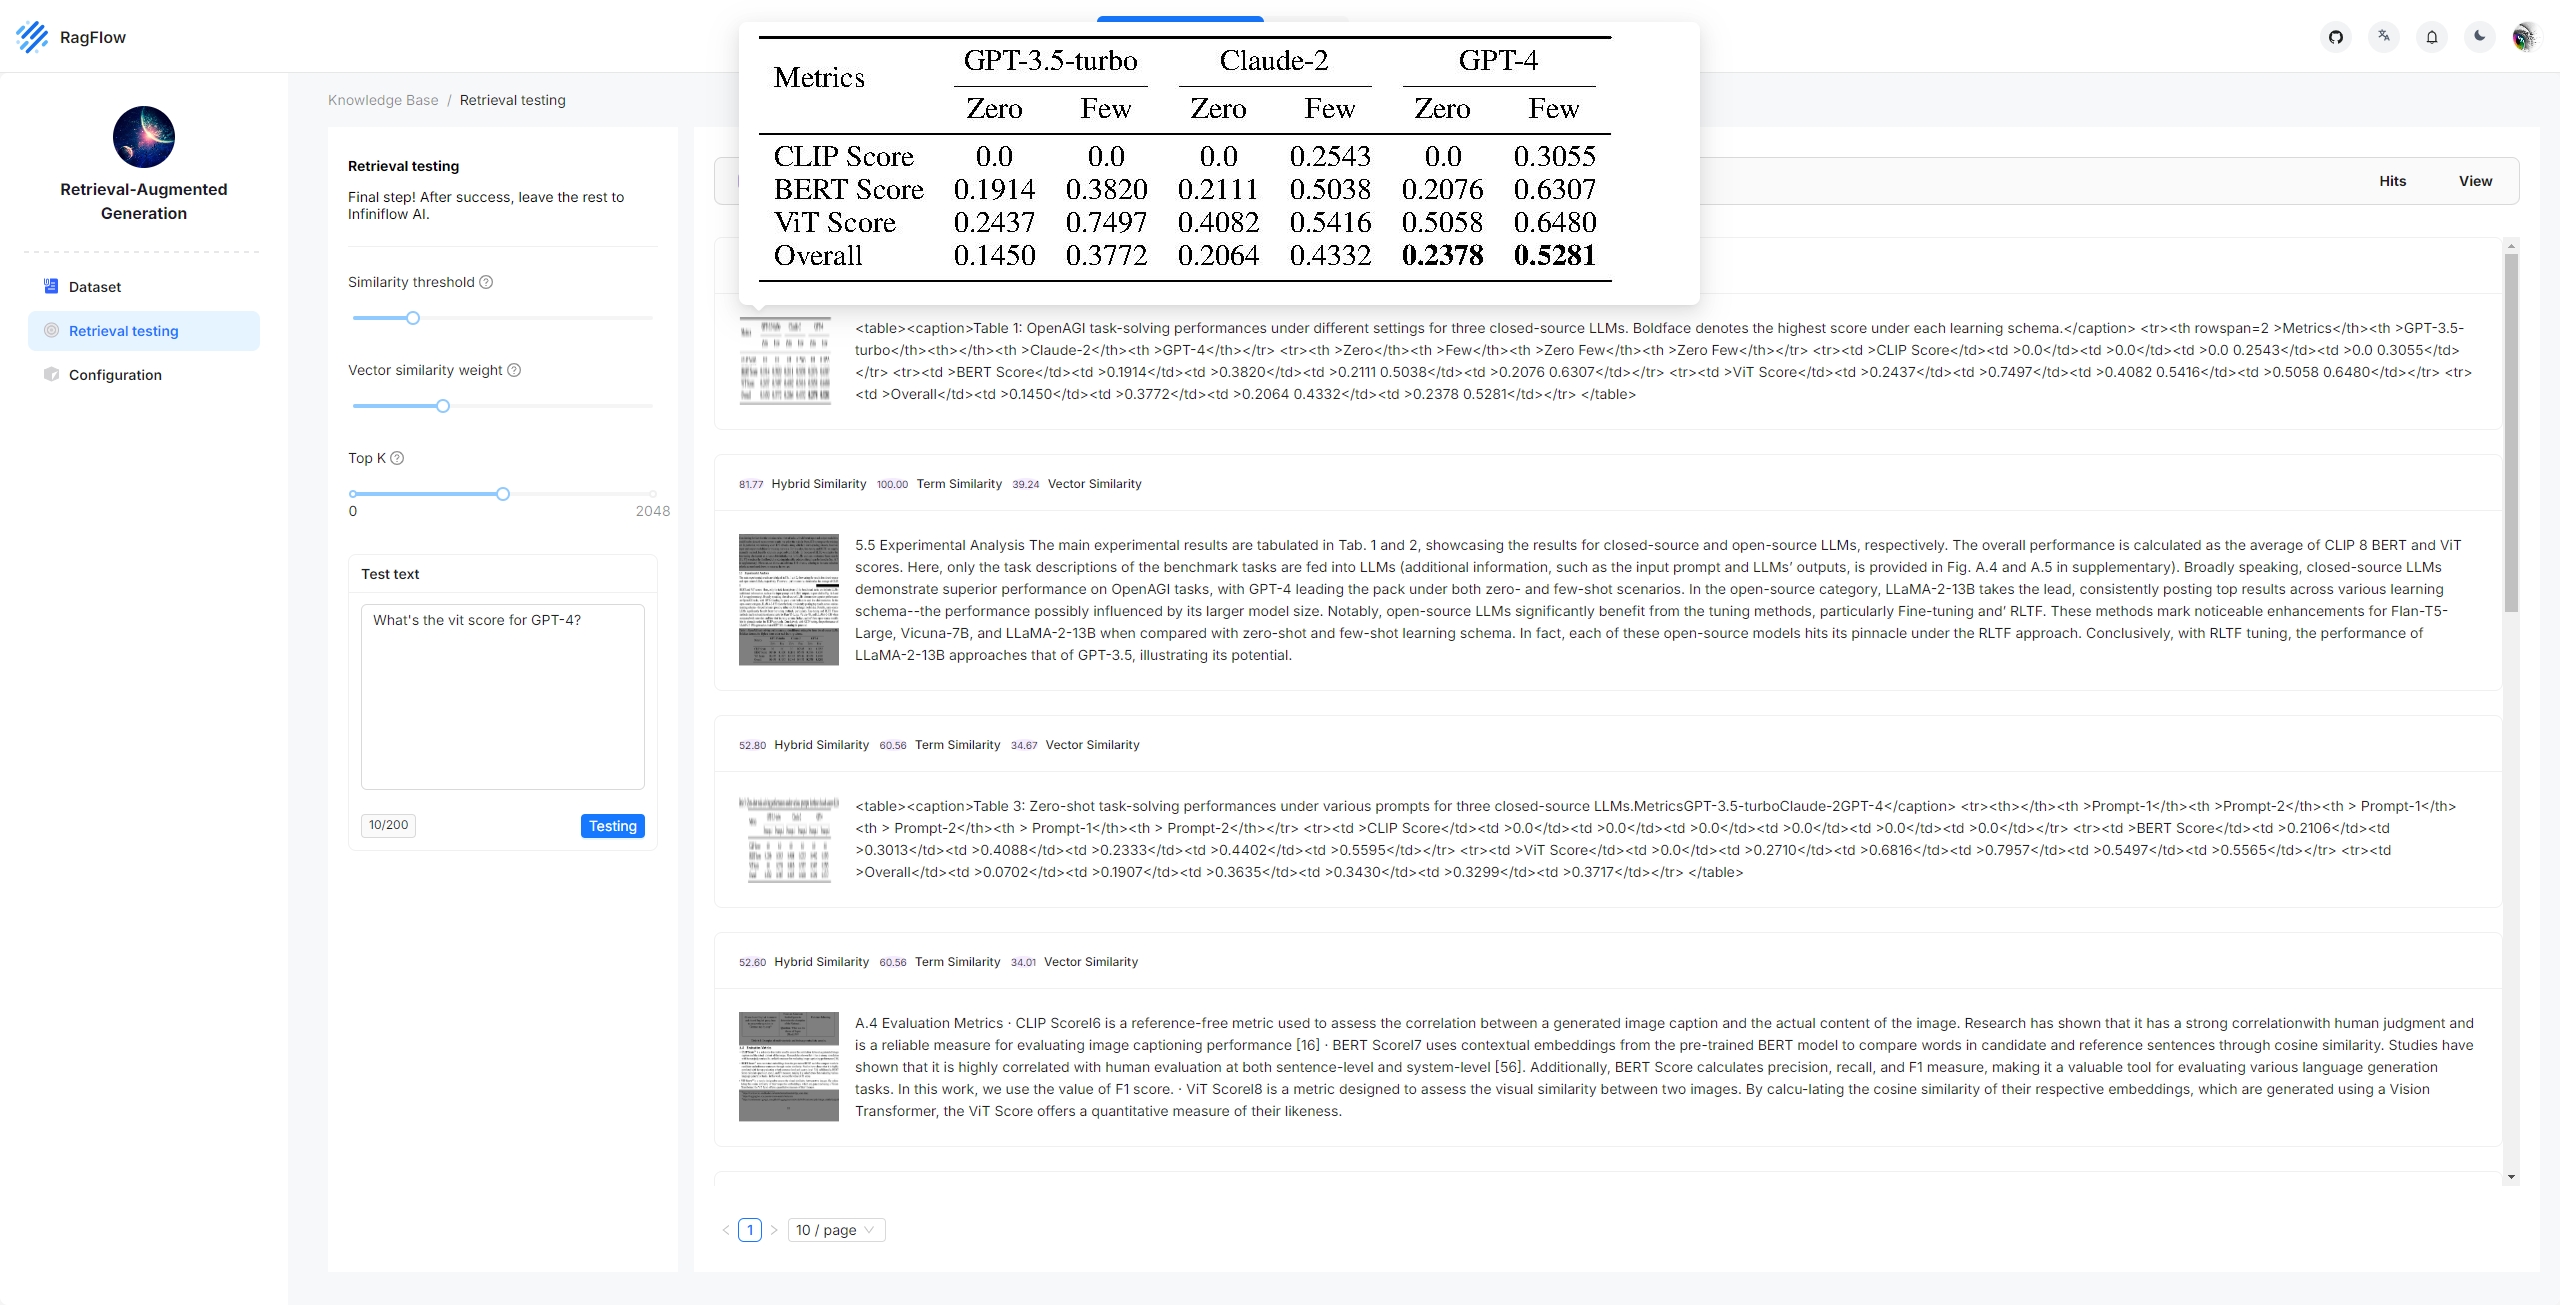 RagFlow
Knowledge Base / Retrieval testing
Retrieval-Augmented
Generation
Dataset
Retrieval testing
Configuration
Retrieval testing
Final step! After success, leave the rest to
Infiniflow AI.
Similarity threshold
Vector similarity weight
Top K
0 2048
Test text
What's the vit score for GPT-4?
10/200 Testing
Metrics GPT-3.5-turbo Claude-2 GPT-4
Zero Few Zero Few Zero Few
CLIP Score 0.0 0.0 0.0 0.2543 0.0 0.3055
BERT Score 0.1914 0.3820 0.2111 0.5038 0.2076 0.6307
ViT Score 0.2437 0.7497 0.4082 0.5416 0.5058 0.6480
Overall 0.1450 0.3772 0.2064 0.4332 0.2378 0.5281
Hits View
<table><caption>Table 1: OpenAGI task-solving performances under different settings for three closed-source LLMs. Boldface denotes the highest score under each learning schema.</caption> <tr><th rowspan=2 >Metrics</th><th >GPT-3.5-
turbo</th><th></th><th >Claude-2</th><th >GPT-4</th></tr> <tr><th >Zero</th><th >Few</th><th >Zero Few</th><th >Zero Few</th></tr> <tr><td >CLIP Score</td><td >0.0</td><td >0.0</td><td >0.0 0.2543</td><td >0.0 0.3055</td>
</tr> <tr><td >BERT Score</td><td >0.1914</td><td >0.3820</td><td >0.2111 0.5038</td><td >0.2076 0.6307</td></tr> <tr><td >ViT Score</td><td >0.2437</td><td >0.7497</td><td >0.4082 0.5416</td><td >0.5058 0.6480</td></tr> <tr>
<td >Overall</td><td >0.1450</td><td >0.3772</td><td >0.2064 0.4332</td><td >0.2378 0.5281</td></tr> </table>
81.77 Hybrid Similarity 100.00 Term Similarity 39.24 Vector Similarity
5.5 Experimental Analysis The main experimental results are tabulated in Tab. 1 and 2, showcasing the results for closed-source and open-source LLMs, respectively. The overall performance is calculated as the average of CLIP 8 BERT and ViT
scores. Here, only the task descriptions of the benchmark tasks are fed into LLMs (additional information, such as the input prompt and LLMs' outputs, is provided in Fig. A.4 and A.5 in supplementary). Broadly speaking, closed-source LLMs
demonstrate superior performance on OpenAGI tasks, with GPT-4 leading the pack under both zero- and few-shot scenarios. In the open-source category, LLaMA-2-13B takes the lead, consistently posting top results across various learning
schema--the performance possibly influenced by its larger model size. Notably, open-source LLMs significantly benefit from the tuning methods, particularly Fine-tuning and' RLTF. These methods mark noticeable enhancements for Flan-T5-
Large, Vicuna-7B, and LLaMA-2-13B when compared with zero-shot and few-shot learning schema. In fact, each of these open-source models hits its pinnacle under the RLTF approach. Conclusively, with RLTF tuning, the performance of
LLaMA-2-13B approaches that of GPT-3.5, illustrating its potential.
52.80 Hybrid Similarity 60.56 Term Similarity 34.67 Vector Similarity
<table><caption>Table 3: Zero-shot task-solving performances under various prompts for three closed-source LLMs.MetricsGPT-3.5-turboClaude-2GPT-4</caption> <tr><th></th><th >Prompt-1</th><th >Prompt-2</th><th > Prompt-1</th>
<th > Prompt-2</th><th > Prompt-1</th><th > Prompt-2</th></tr> <tr><td >CLIP Score</td><td >0.0</td><td >0.0</td><td >0.0</td><td >0.0</td><td >0.0</td><td >0.0</td></tr> <tr><td >BERT Score</td><td >0.2106</td><td
>0.3013</td><td >0.4088</td><td >0.2333</td><td >0.4402</td><td >0.5595</td></tr> <tr><td >ViT Score</td><td >0.0</td><td >0.2710</td><td >0.6816</td><td >0.7957</td><td >0.5497</td><td >0.5565</td></tr> <tr><td
>Overall</td><td >0.0702</td><td >0.1907</td><td >0.3635</td><td >0.3430</td><td >0.3299</td><td >0.3717</td></tr> </table>
52.60 Hybrid Similarity 60.56 Term Similarity 34.01 Vector Similarity
A.4 Evaluation Metrics · CLIP Scorel6 is a reference-free metric used to assess the correlation between a generated image caption and the actual content of the image. Research has shown that it has a strong correlationwith human judgment and
is a reliable measure for evaluating image captioning performance [16] · BERT Scorel7 uses contextual embeddings from the pre-trained BERT model to compare words in candidate and reference sentences through cosine similarity. Studies have
shown that it is highly correlated with human evaluation at both sentence-level and system-level [56]. Additionally, BERT Score calculates precision, recall, and F1 measure, making it a valuable tool for evaluating various language generation
tasks. In this work, we use the value of F1 score. · ViT Scorel8 is a metric designed to assess the visual similarity between two images. By calcu-lating the cosine similarity of their respective embeddings, which are generated using a Vision
Transformer, the ViT Score offers a quantitative measure of their likeness.
1 10 / page